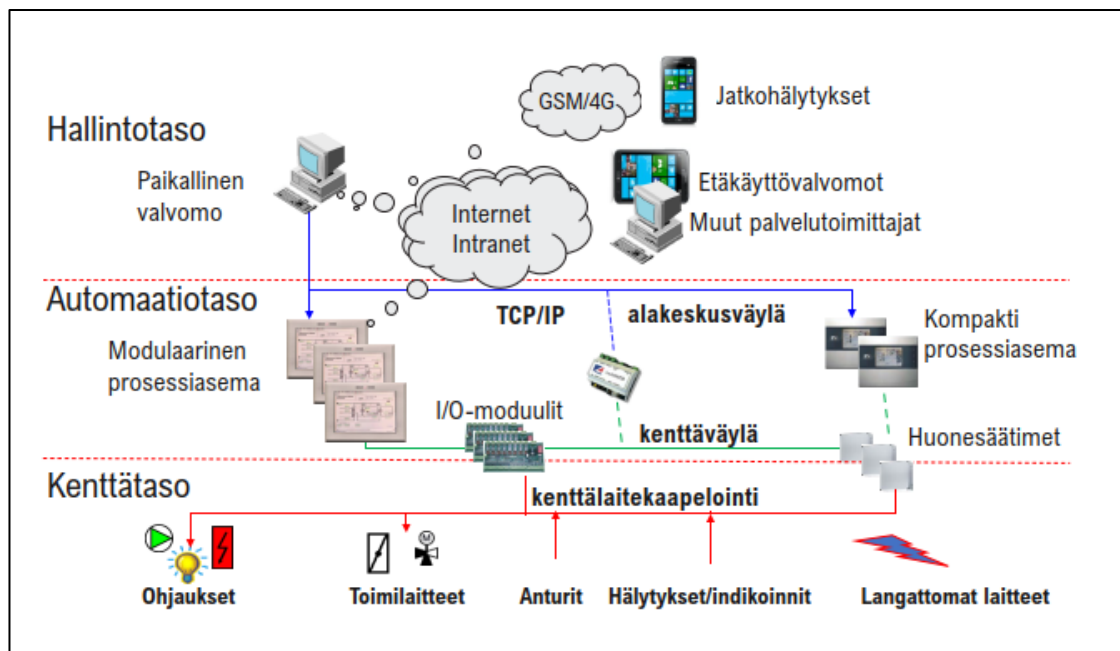 GSM/4G
Jatkohälytykset
Hallintotaso
Paikallinen
valvomo
Internet
Intranet
Etäkäyttövalvomot
Muut palvelutoimittajat
Automaatiotaso
TCP/IP
alakeskusväylä
Modulaarinen
prosessiasema
Kompakti
prosessiasema
I/O-moduulit
kenttäväylä
Huonesäätimet
Kenttätaso
kenttälaitekaapelointi
M
Ohjaukset
Toimilaitteet
Anturit
Hälytykset/indikoinnit
Langattomat laitteet